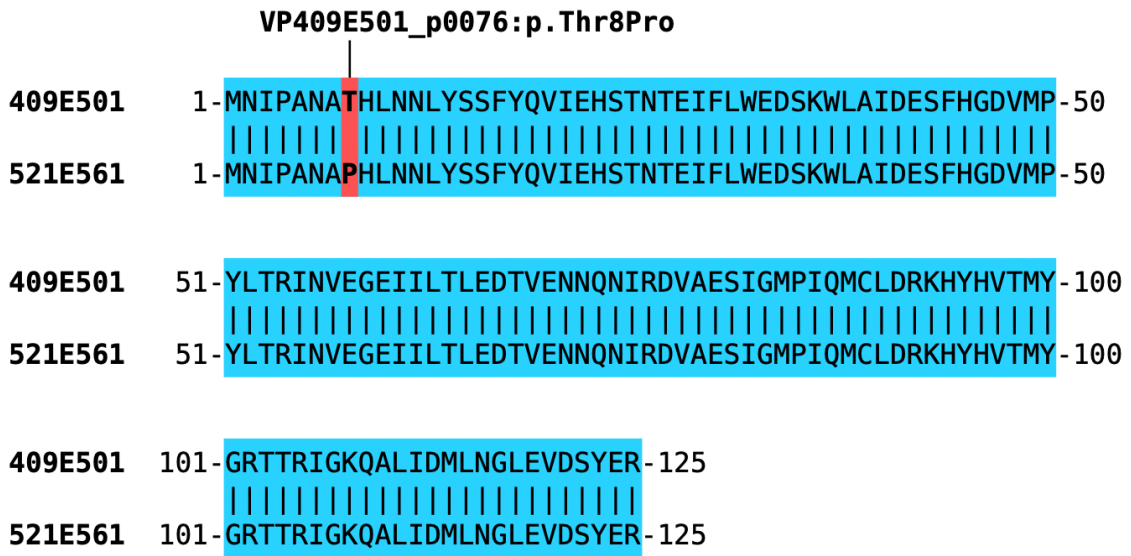 VP409E501_p0076:p.Thr8Pro
409E501 1-MNIPANATHLNNLYSSFYQVIEHSTNTEIFLWEDSKWLAIDESFHGDVMP-50
||||||| ||||||||||||||||||||||||||||||||||||||||||
521E561 1-MNIPANAPHLNNLYSSFYQVIEHSTNTEIFLWEDSKWLAIDESFHGDVMP-50
409E501 51-YLTRINVEGEIILTLEDTVENNQNIRDVAESIGMPIQMCLDRKHYHVTMY-100
||||||||||||||||||||||||||||||||||||||||||||||||||
521E561 51-YLTRINVEGEIILTLEDTVENNQNIRDVAESIGMPIQMCLDRKHYHVTMY-100
409E501 101-GRTTRIGKQALIDMLNGLEVDSYER-125
|||||||||||||||||||||||||
521E561 101-GRTTRIGKQALIDMLNGLEVDSYER-125